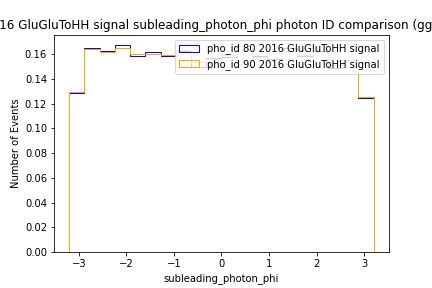 16 GluGluToHH signal subleading_photon_phi photon ID comparison (gg
pho_id 80 2016 GluGluToHH signal
pho_id 90 2016 GluGluToHH signal
0.16
0.14
0.12
0.10
0.08
0.06
0.04
0.02
0.00
Number of Events
−3 −2 −1 0 1 2 3
subleading_photon_phi